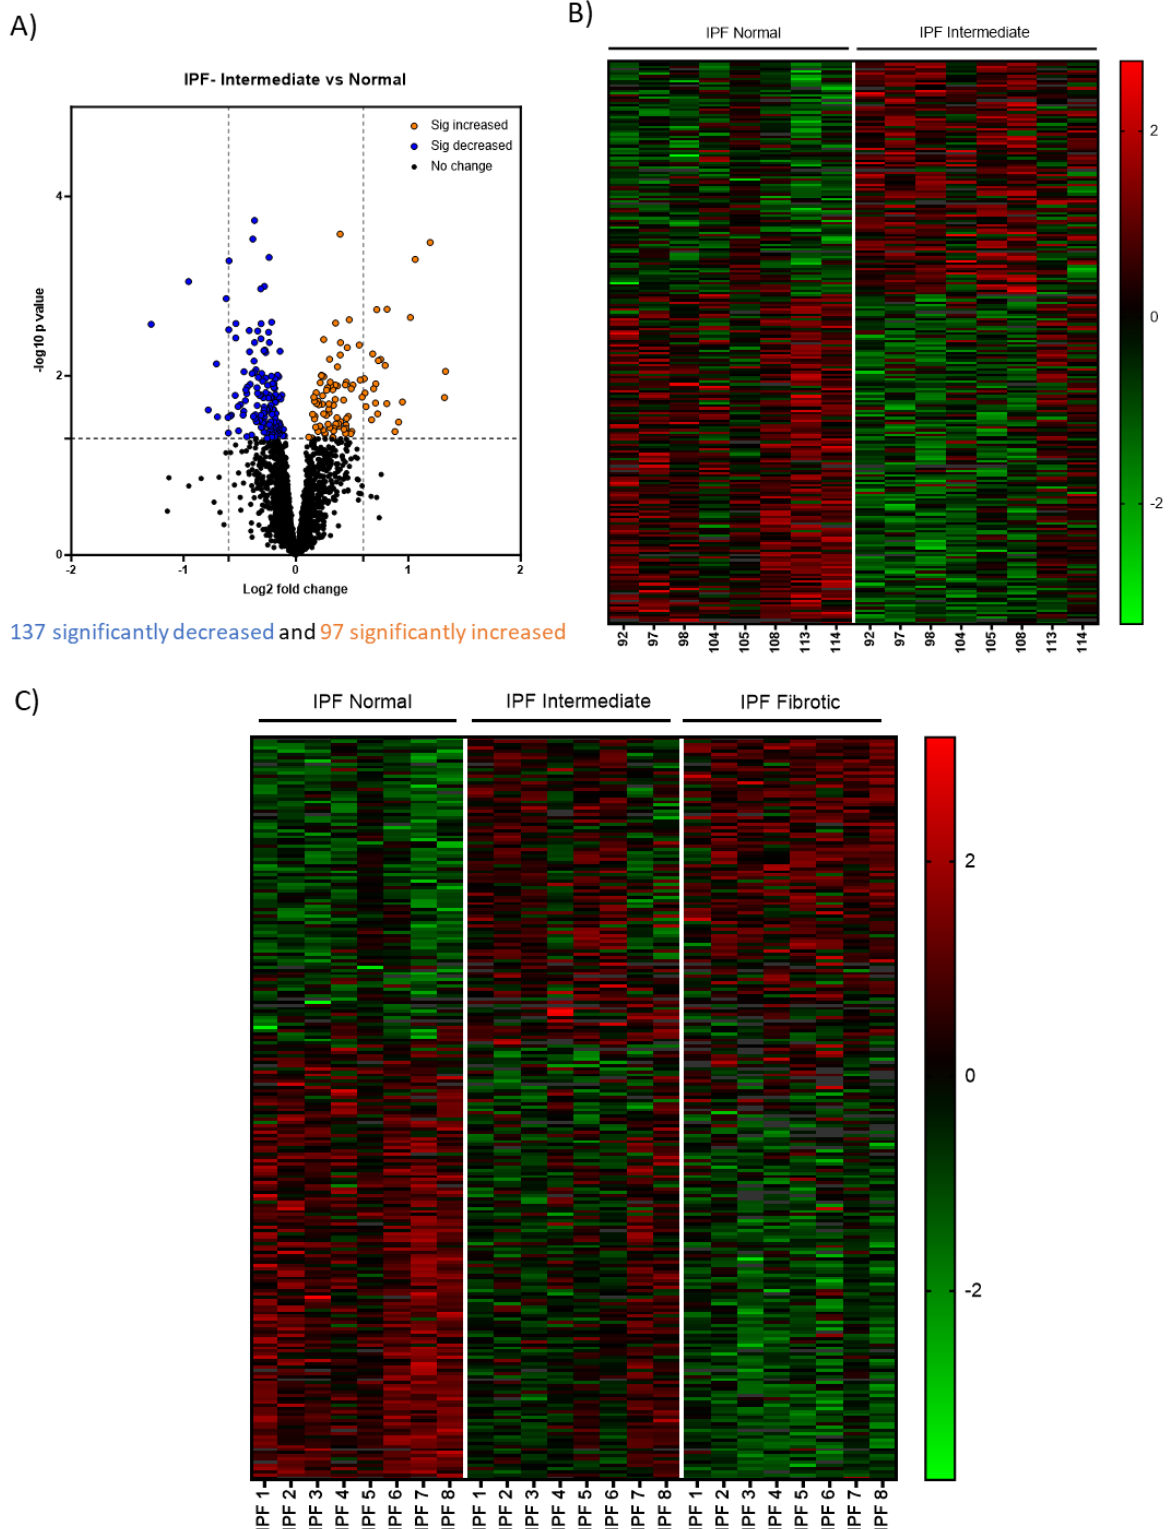 A)
IPF- Intermediate vs Normal
Sig increased
Sig decreased
No change
-log10 p value
4
2
0
-2
-1
0
1
2
Log2 fold change
137 significantly decreased and 97 significantly increased
B)
IPF Normal
IPF Intermediate
2
0
-2
92
97
98
104
105
108
113
114
92
97
98
104
105
108
113
114
C)
IPF Normal
IPF Intermediate
IPF Fibrotic
2
0
-2
IPF 1
IPF 2
IPF 3
IPF 4
IPF 5
IPF 6
IPF 7
IPF 8
IPF 1
IPF 2
IPF 3
IPF 4
IPF 5
IPF 6
IPF 7
IPF 8
IPF 1
IPF 2
IPF 3
IPF 4
IPF 5
IPF 6
IPF 7
IPF 8